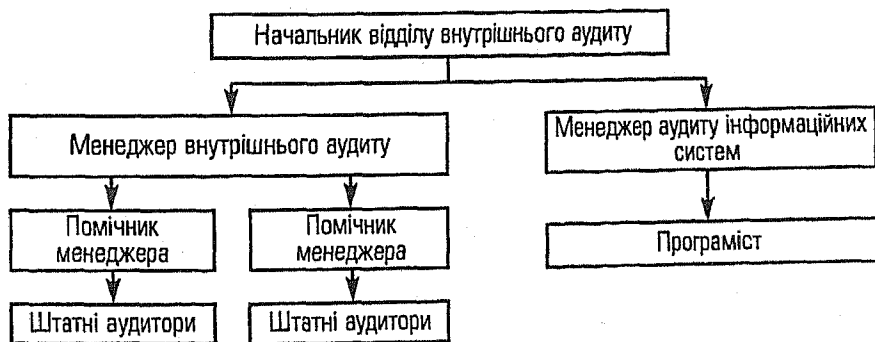 Начальник відділу внутрішнього аудиту
Менеджер внутрішнього аудиту
Менеджер аудиту інформаційних
систем
Помічник
менеджера
Помічник
менеджера
Програміст
Штатні аудитори
Штатні аудитори